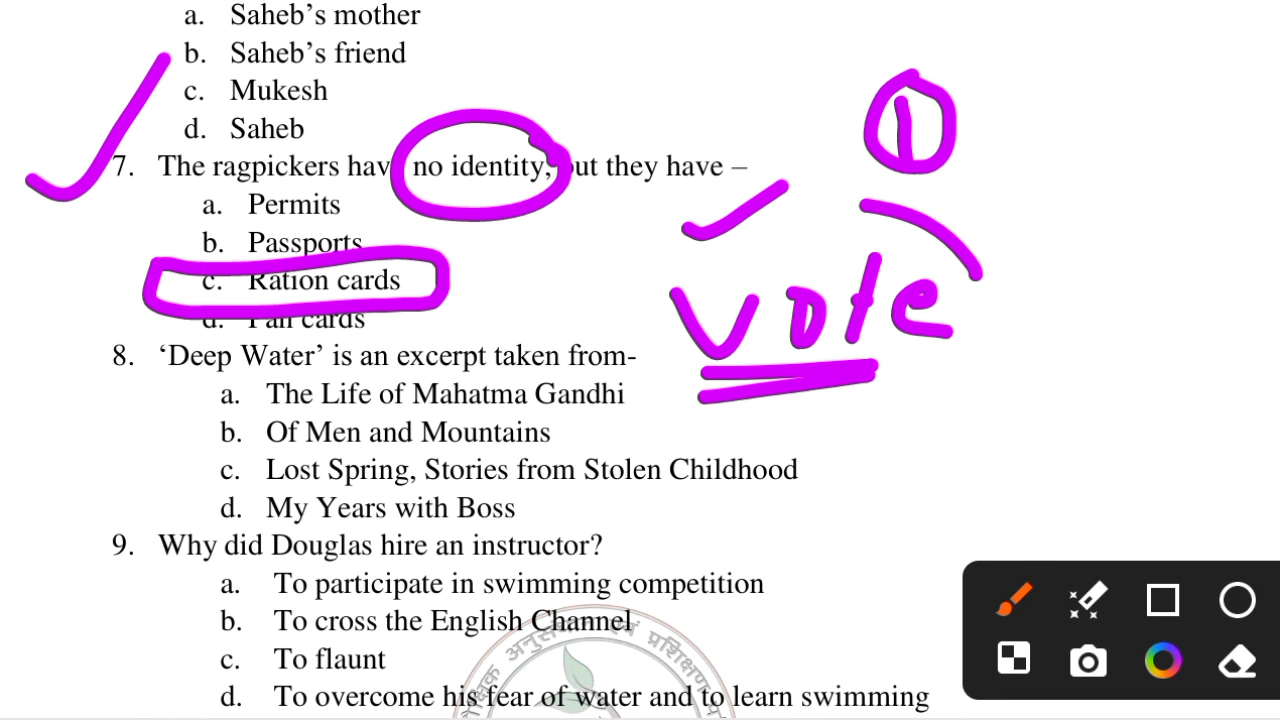 a. Saheb’s mother
b. Saheb’s friend
c. Mukesh
d. Saheb
7. The ragpickers hav no identity, but they have –
a. Permits
b. Passports
c. Ration cards
d. Pan cards
8. ‘Deep Water’ is an excerpt taken from-
a. The Life of Mahatma Gandhi
b. Of Men and Mountains
c. Lost Spring, Stories from Stolen Childhood
d. My Years with Boss
9. Why did Douglas hire an instructor?
a. To participate in swimming competition
b. To cross the English Channel
c. To flaunt
d. To overcome his fear of water and to learn swimming
1
vote